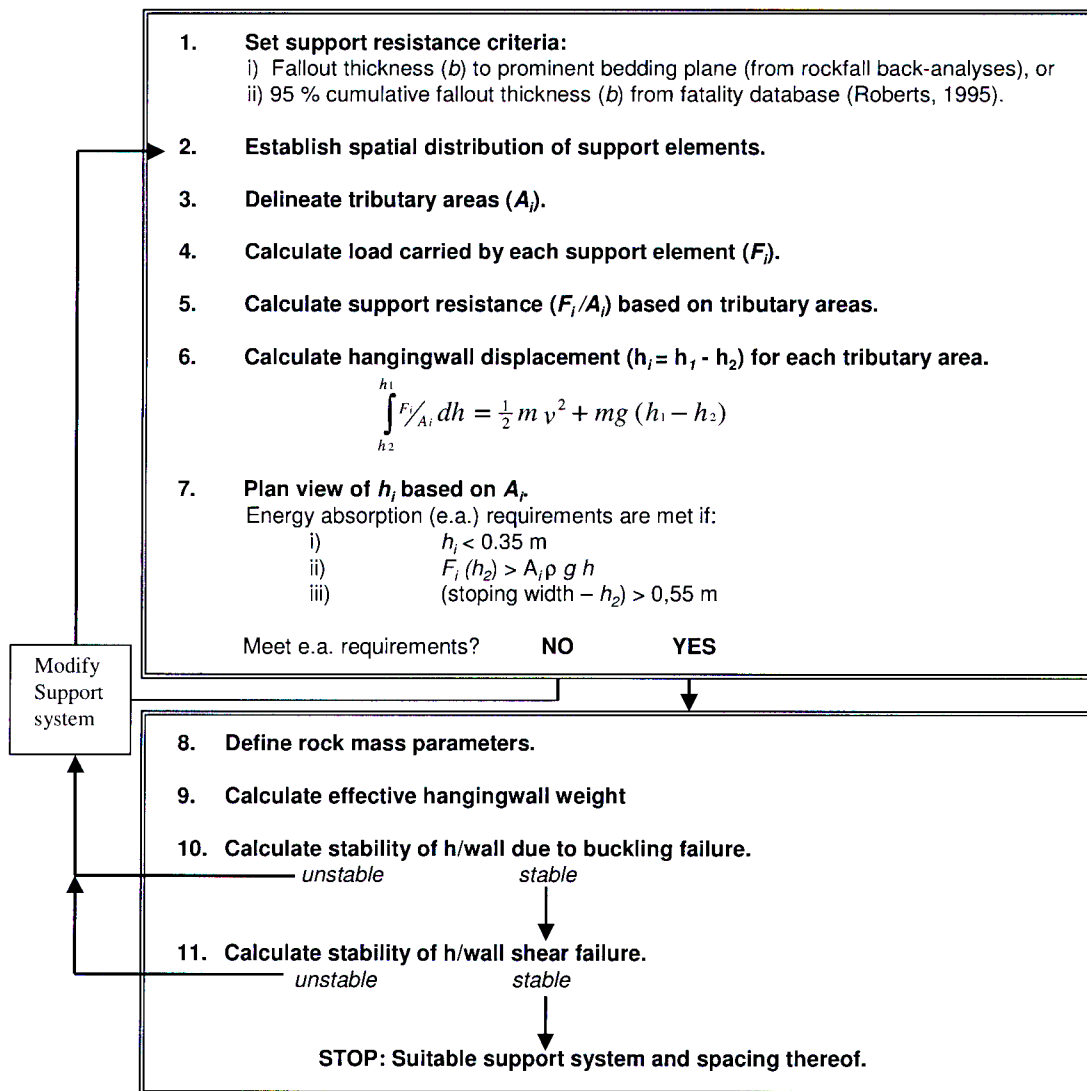 1. Set support resistance criteria:
i) Fallout thickness (b) to prominent bedding plane (from rockfall back-analyses), or
ii) 95 % cumulative fallout thickness (b) from fatality database (Roberts, 1995).
2. Establish spatial distribution of support elements.
3. Delineate tributary areas (Aᵢ).
4. Calculate load carried by each support element (Fᵢ).
5. Calculate support resistance (Fᵢ/Aᵢ) based on tributary areas.
6. Calculate hangingwall displacement (hᵢ = h₁ - h₂) for each tributary area.
∫_{h2}^{h1} Fᵢ/Aᵢ dh = ½ m v² + mg (h₁ − h₂)
7. Plan view of hᵢ based on Aᵢ.
Energy absorption (e.a.) requirements are met if:
i) hᵢ < 0.35 m
ii) Fᵢ (h₂) > Aᵢρ g h
iii) (stoping width – h₂) > 0,55 m
Meet e.a. requirements? NO YES
Modify
Support
system
8. Define rock mass parameters.
9. Calculate effective hangingwall weight
10. Calculate stability of h/wall due to buckling failure.
unstable stable
11. Calculate stability of h/wall shear failure.
unstable stable
STOP: Suitable support system and spacing thereof.